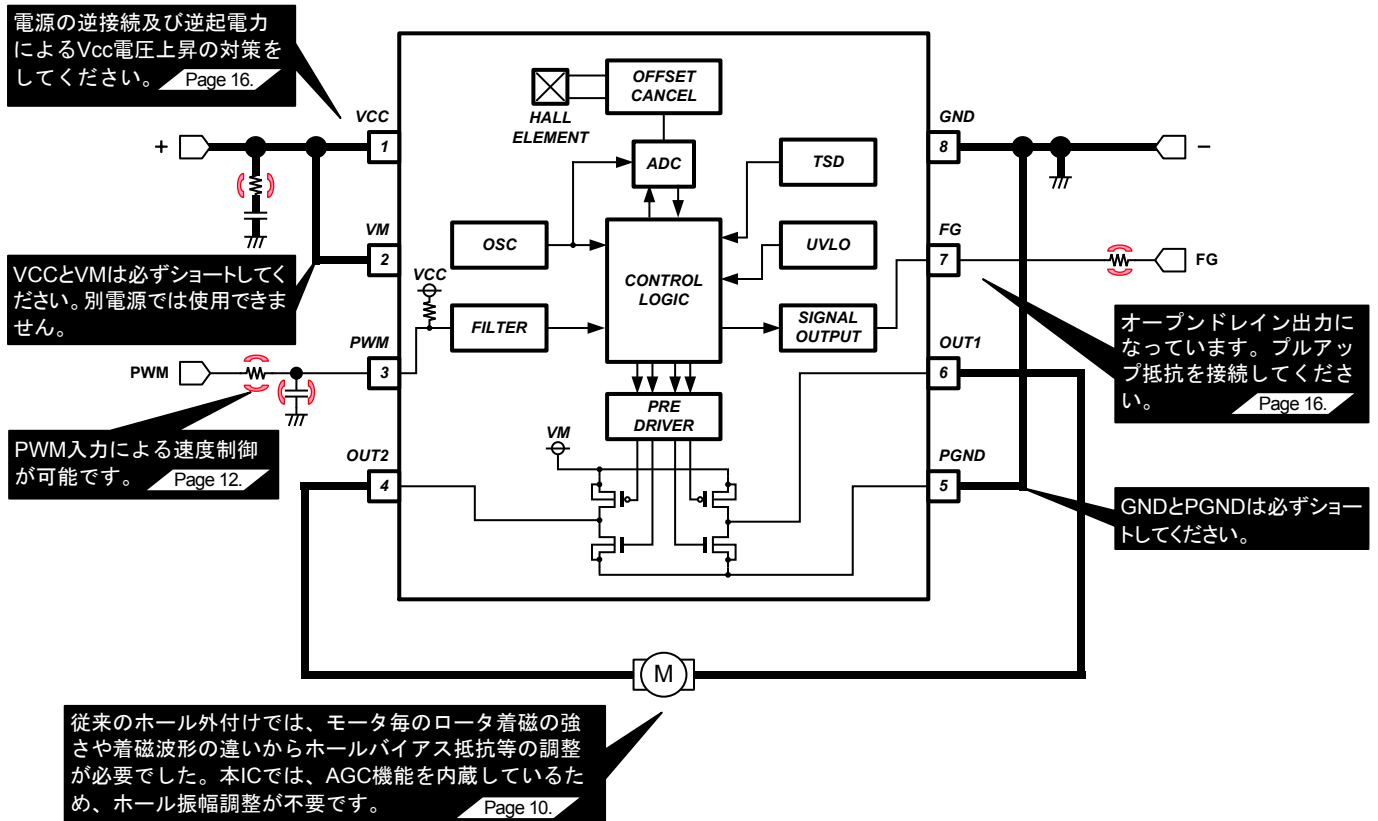 電源の逆接続及び逆起電力
によるVcc電圧上昇の対策を
してください。 Page 16.
OFFSET
CANCEL
HALL
ELEMENT
VCC
1
+
GND
8
−
ADC
TSD
VM
2
OSC
UVLO
FG
7
FG
VCC
CONTROL
LOGIC
VCCとVMは必ずショートしてく
ださい。別電源では使用できま
せん。
FILTER
SIGNAL
OUTPUT
PWM
PWM
3
OUT1
6
オープンドレイン出力に
なっています。プルアッ
プ抵抗を接続してくださ
い。 Page 16.
PRE
DRIVER
PWM入力による速度制御
が可能です。 Page 12.
VM
OUT2
4
PGND
5
GNDとPGNDは必ずショー
トしてください。
M
従来のホール外付けでは、モータ毎のロータ着磁の強
さや着磁波形の違いからホールバイアス抵抗等の調整
が必要でした。本ICでは、AGC機能を内蔵しているた
め、ホール振幅調整が不要です。 Page 10.